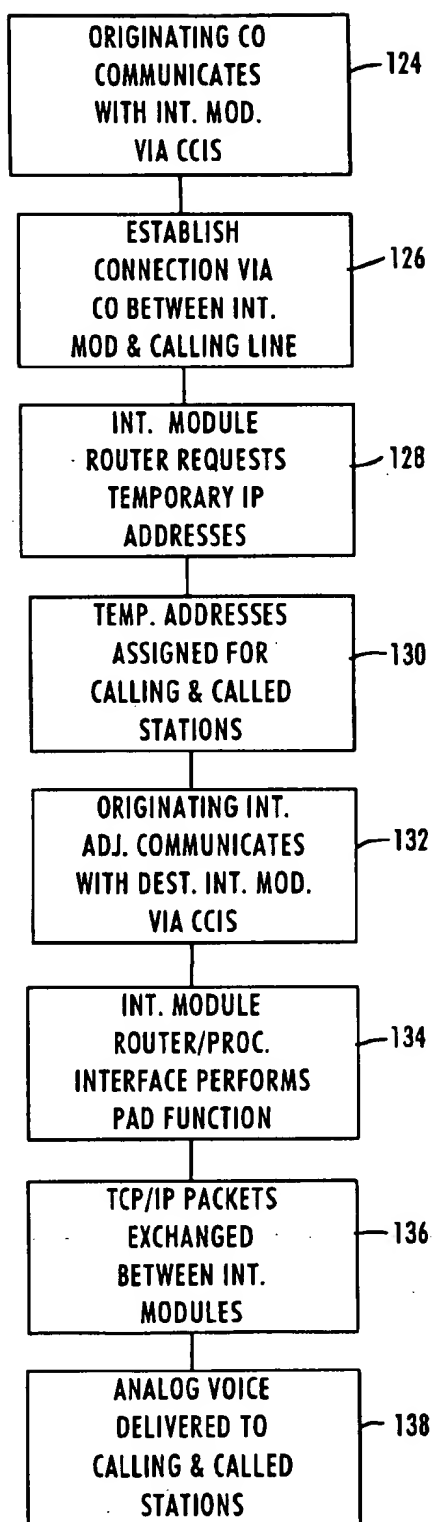 ORIGINATING CO
COMMUNICATES
WITH INT. MOD.
VIA CCIS
124
ESTABLISH
CONNECTION VIA
CO BETWEEN INT.
MOD & CALLING LINE
126
INT. MODULE
ROUTER REQUESTS
TEMPORARY IP
ADDRESSES
128
TEMP. ADDRESSES
ASSIGNED FOR
CALLING & CALLED
STATIONS
130
ORIGINATING INT.
ADJ. COMMUNICATES
WITH DEST. INT. MOD.
VIA CCIS
132
INT. MODULE
ROUTER/PROC.
INTERFACE PERFORMS
PAD FUNCTION
134
TCP/IP PACKETS
EXCHANGED
BETWEEN INT.
MODULES
136
ANALOG VOICE
DELIVERED TO
CALLING & CALLED
STATIONS
138